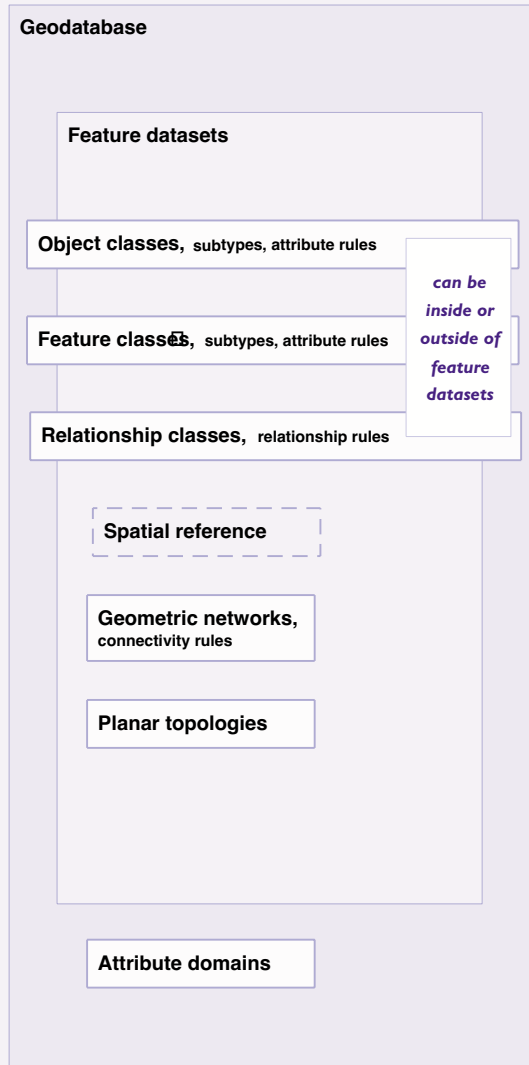 Geodatabase
Feature datasets
Object classes, subtypes, attribute rules
can be
inside or
outside of
feature
datasets
Feature classes, subtypes, attribute rules
Relationship classes, relationship rules
Spatial reference
Geometric networks,
connectivity rules
Planar topologies
Attribute domains